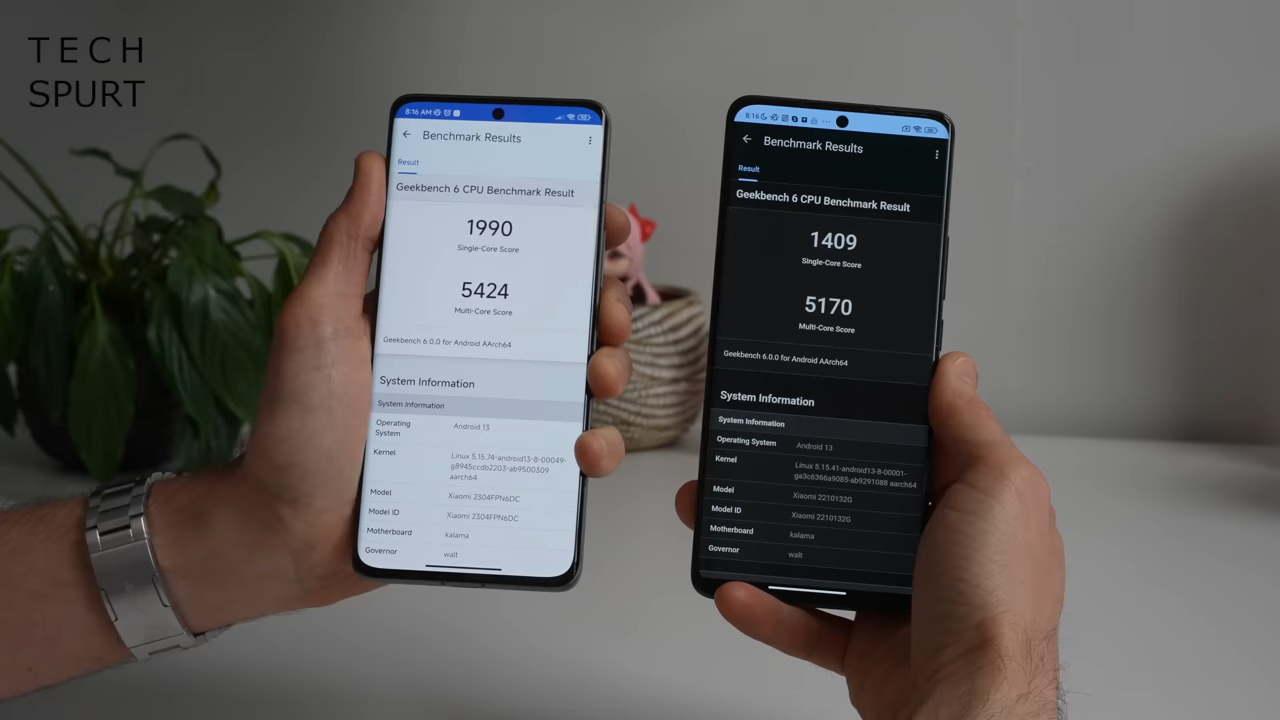 TECH
SPURT
8:16 AM
Benchmark Results
Result
Geekbench 6 CPU Benchmark Result
1990
Single-Core Score
5424
Multi-Core Score
Geekbench 6.0.0 for Android AArch64
System Information
System Information
Operating System Android 13
Kernel Linux 5.15.74-android13-8-00049-
g8945ccdb2203-ab9500309
aarch64
Model Xiaomi 2304FPN6DC
Model ID Xiaomi 2304FPN6DC
Motherboard kalama
Governor walt
8:16
Benchmark Results
Result
Geekbench 6 CPU Benchmark Result
1409
Single-Core Score
5170
Multi-Core Score
Geekbench 6.0.0 for Android AArch64
System Information
System Information
Operating System Android 13
Kernel Linux 5.15.41-android13-8-00001-
ga3c6366a9085-ab9291088 aarch64
Model Xiaomi 2210132G
Model ID Xiaomi 2210132G
Motherboard kalama
Governor walt